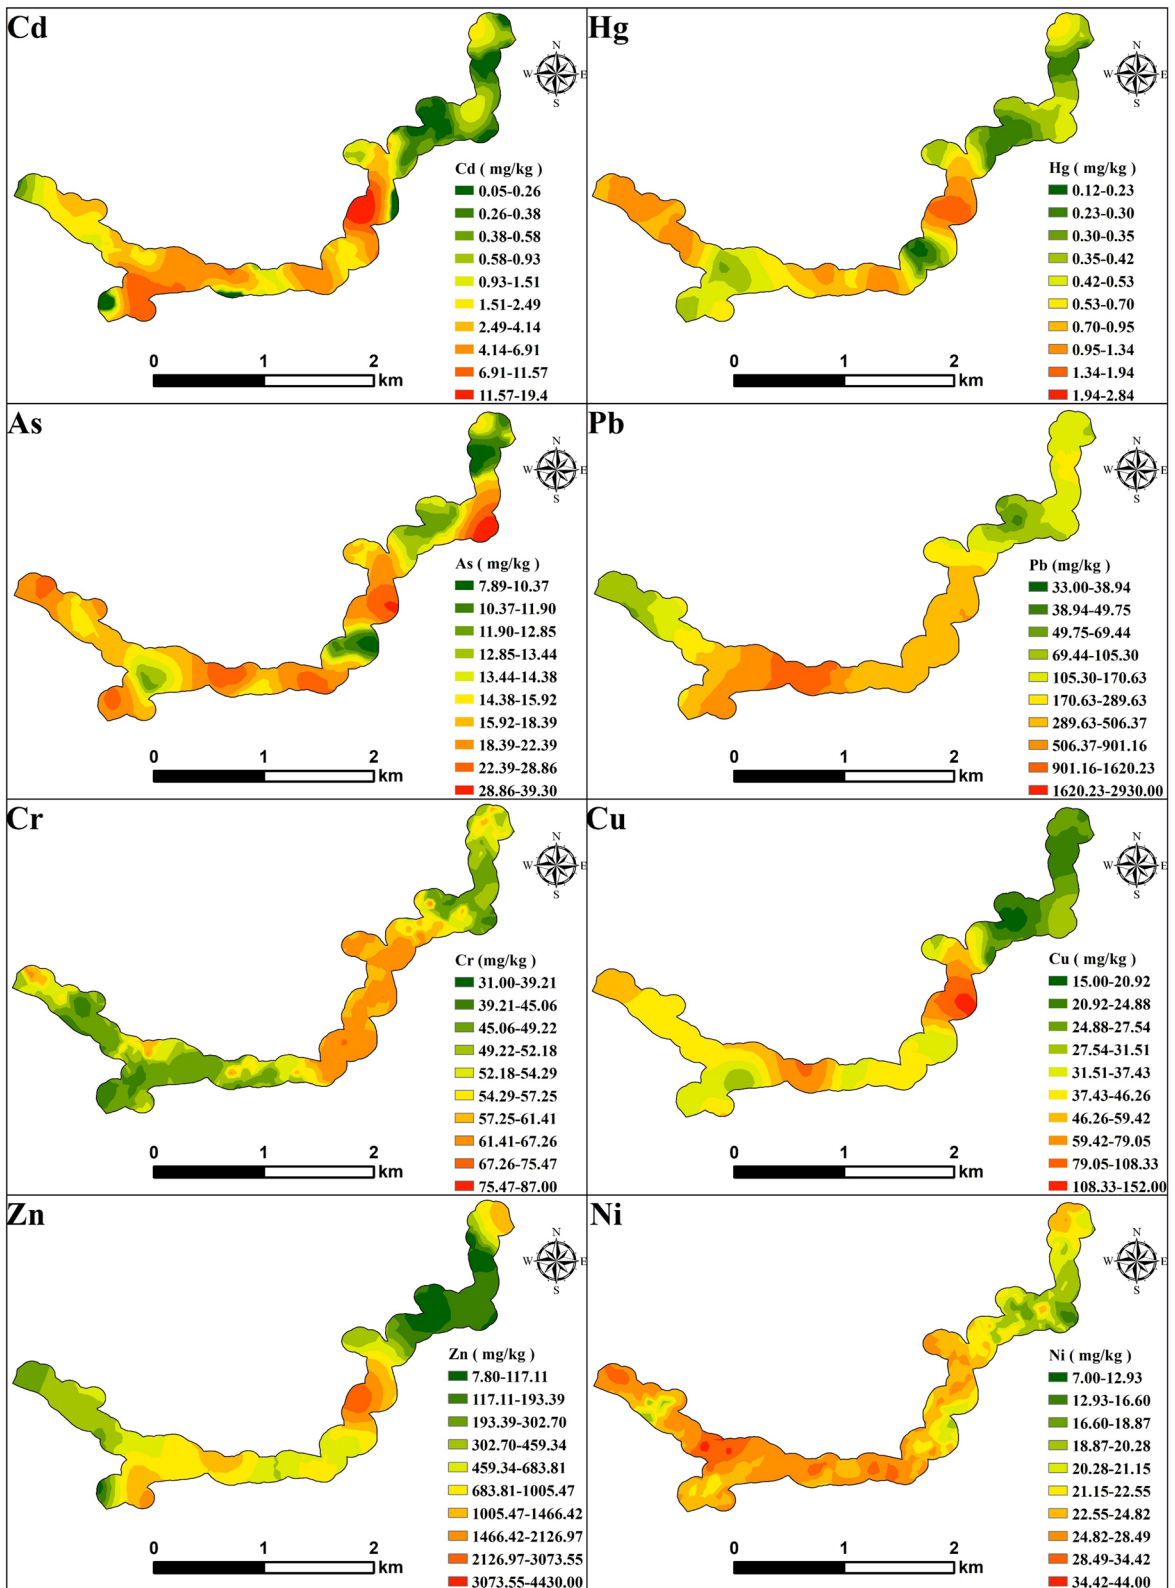 Cd
N
W E
S
Cd ( mg/kg )
0.05-0.26
0.26-0.38
0.38-0.58
0.58-0.93
0.93-1.51
1.51-2.49
2.49-4.14
4.14-6.91
6.91-11.57
11.57-19.4
0 1 2
km
Hg
N
W E
S
Hg ( mg/kg )
0.12-0.23
0.23-0.30
0.30-0.35
0.35-0.42
0.42-0.53
0.53-0.70
0.70-0.95
0.95-1.34
1.34-1.94
1.94-2.84
0 1 2
km
As
N
W E
S
As ( mg/kg )
7.89-10.37
10.37-11.90
11.90-12.85
12.85-13.44
13.44-14.38
14.38-15.92
15.92-18.39
18.39-22.39
22.39-28.86
28.86-39.30
0 1 2
km
Pb
N
W E
S
Pb (mg/kg )
33.00-38.94
38.94-49.75
49.75-69.44
69.44-105.30
105.30-170.63
170.63-289.63
289.63-506.37
506.37-901.16
901.16-1620.23
1620.23-2930.00
0 1 2
km
Cr
N
W E
S
Cr (mg/kg )
31.00-39.21
39.21-45.06
45.06-49.22
49.22-52.18
52.18-54.29
54.29-57.25
57.25-61.41
61.41-67.26
67.26-75.47
75.47-87.00
0 1 2
km
Cu
N
W E
S
Cu ( mg/kg )
15.00-20.92
20.92-24.88
24.88-27.54
27.54-31.51
31.51-37.43
37.43-46.26
46.26-59.42
59.42-79.05
79.05-108.33
108.33-152.00
0 1 2
km
Zn
N
W E
S
Zn ( mg/kg )
7.80-117.11
117.11-193.39
193.39-302.70
302.70-459.34
459.34-683.81
683.81-1005.47
1005.47-1466.42
1466.42-2126.97
2126.97-3073.55
3073.55-4430.00
0 1 2
km
Ni
N
W E
S
Ni ( mg/kg )
7.00-12.93
12.93-16.60
16.60-18.87
18.87-20.28
20.28-21.15
21.15-22.55
22.55-24.82
24.82-28.49
28.49-34.42
34.42-44.00
0 1 2
km